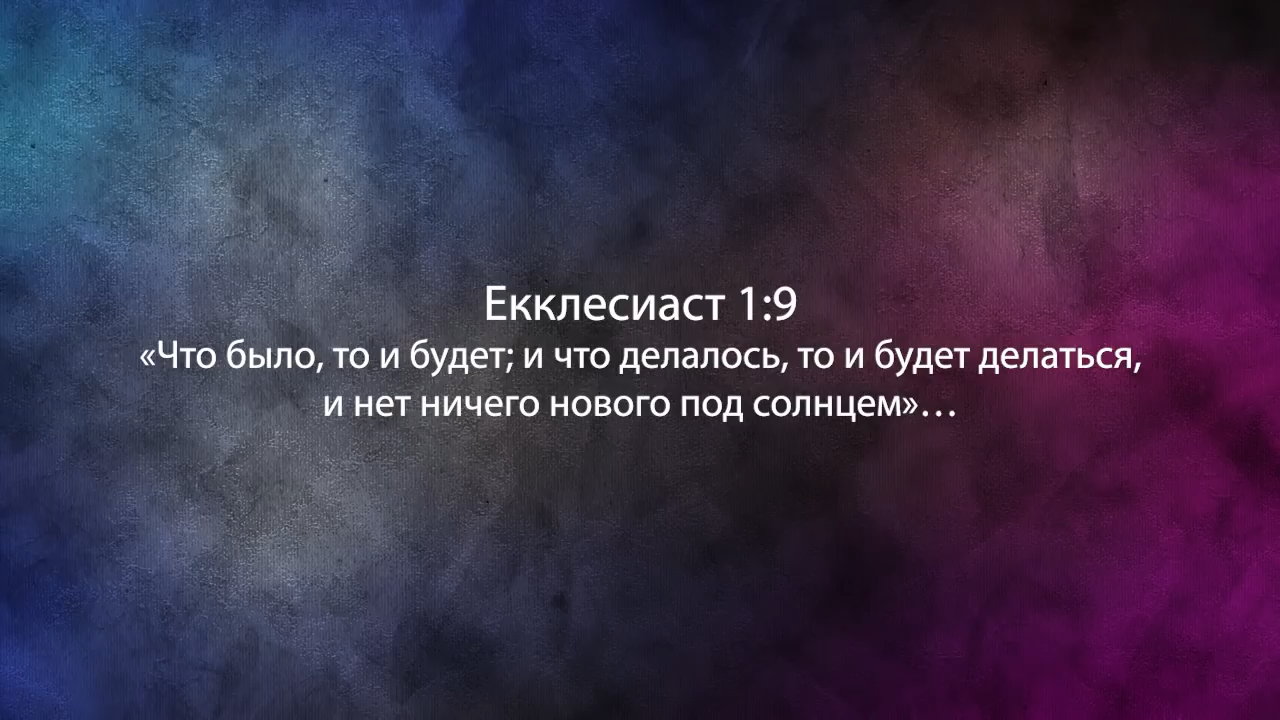 Екклесиаст 1:9
«Что было, то и будет; и что делалось, то и будет делаться,
и нет ничего нового под солнцем»…